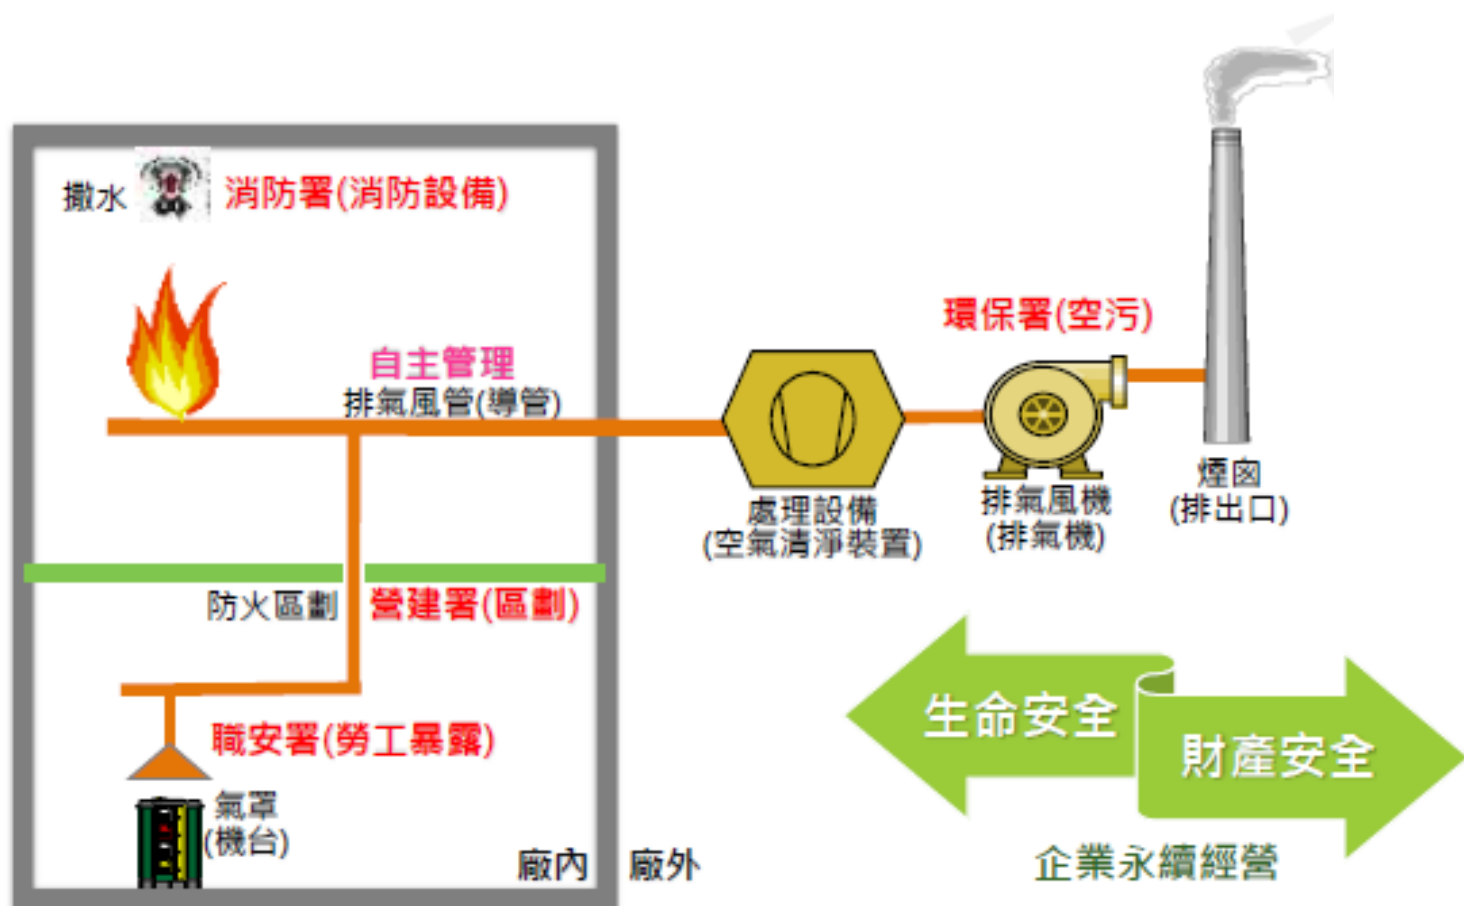 撒水
消防署(消防設備)
環保署(空污)
自主管理
排氣風管(導管)
處理設備
(空氣清淨裝置)
排氣風機
(排氣機)
煙囪
(排出口)
防火區劃
營建署(區劃)
職安署(勞工暴露)
氣罩
(機台)
廠內
廠外
生命安全
財產安全
企業永續經營